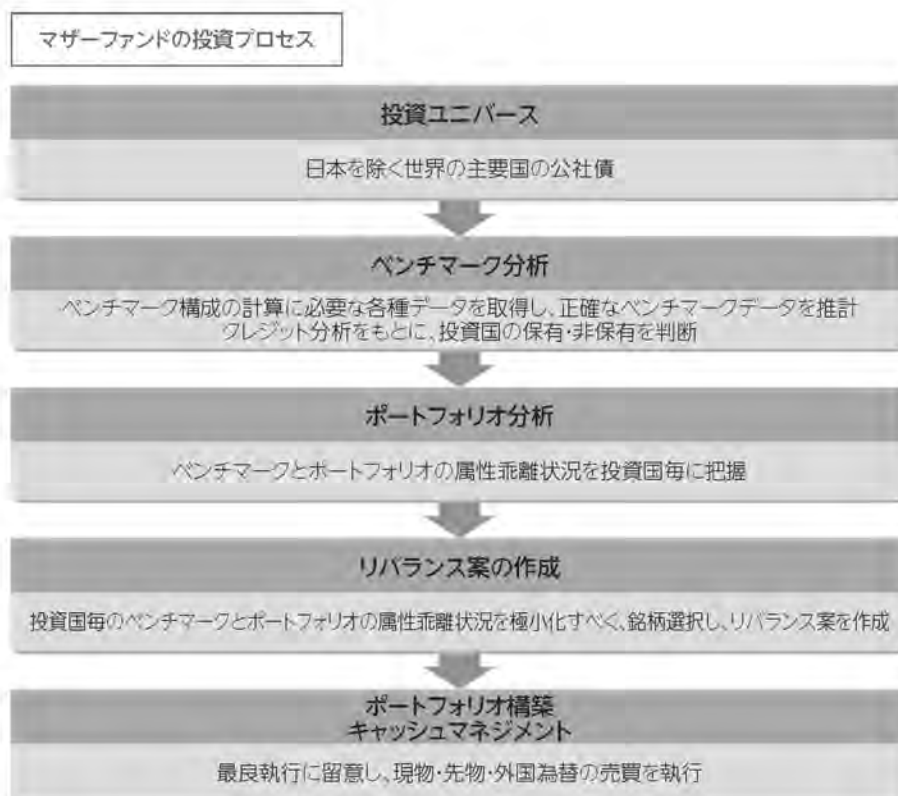 マザーファンドの投資プロセス
投資ユニバース
日本を除く世界の主要国の公社債
ベンチマーク分析
ベンチマーク構成の計算に必要な各種データを取得し、正確なベンチマークデータを推計
クレジット分析をもとに、投資国の保有・非保有を判断
ポートフォリオ分析
ベンチマークとポートフォリオの属性乖離状況を投資国毎に把握
リバランス案の作成
投資国毎のベンチマークとポートフォリオの属性乖離状況を極小化すべく、銘柄選択し、リバランス案を作成
ポートフォリオ構築
キャッシュマネジメント
最良執行に留意し、現物・先物・外国為替の売買を執行